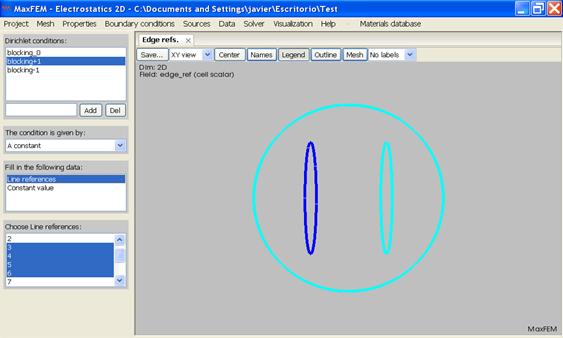 MaxFEM - Electrostatics 2D - C:\Documents and Settings\javier\Escritorio\Test
Project Mesh Properties Boundary conditions Sources Data Solver Visualization Help Materials database
Dirichlet conditions:
blocking_0
blocking+1
blocking-1
Add Del
The condition is given by:
A constant
Fill in the following data:
Line references
Constant value
Choose Line references:
2
3
4
5
6
7
Edge refs. x
Save... XY view Center Names Legend Outline Mesh No labels
Dim: 2D
Field: edge_ref (cell scalar)
MaxFEM